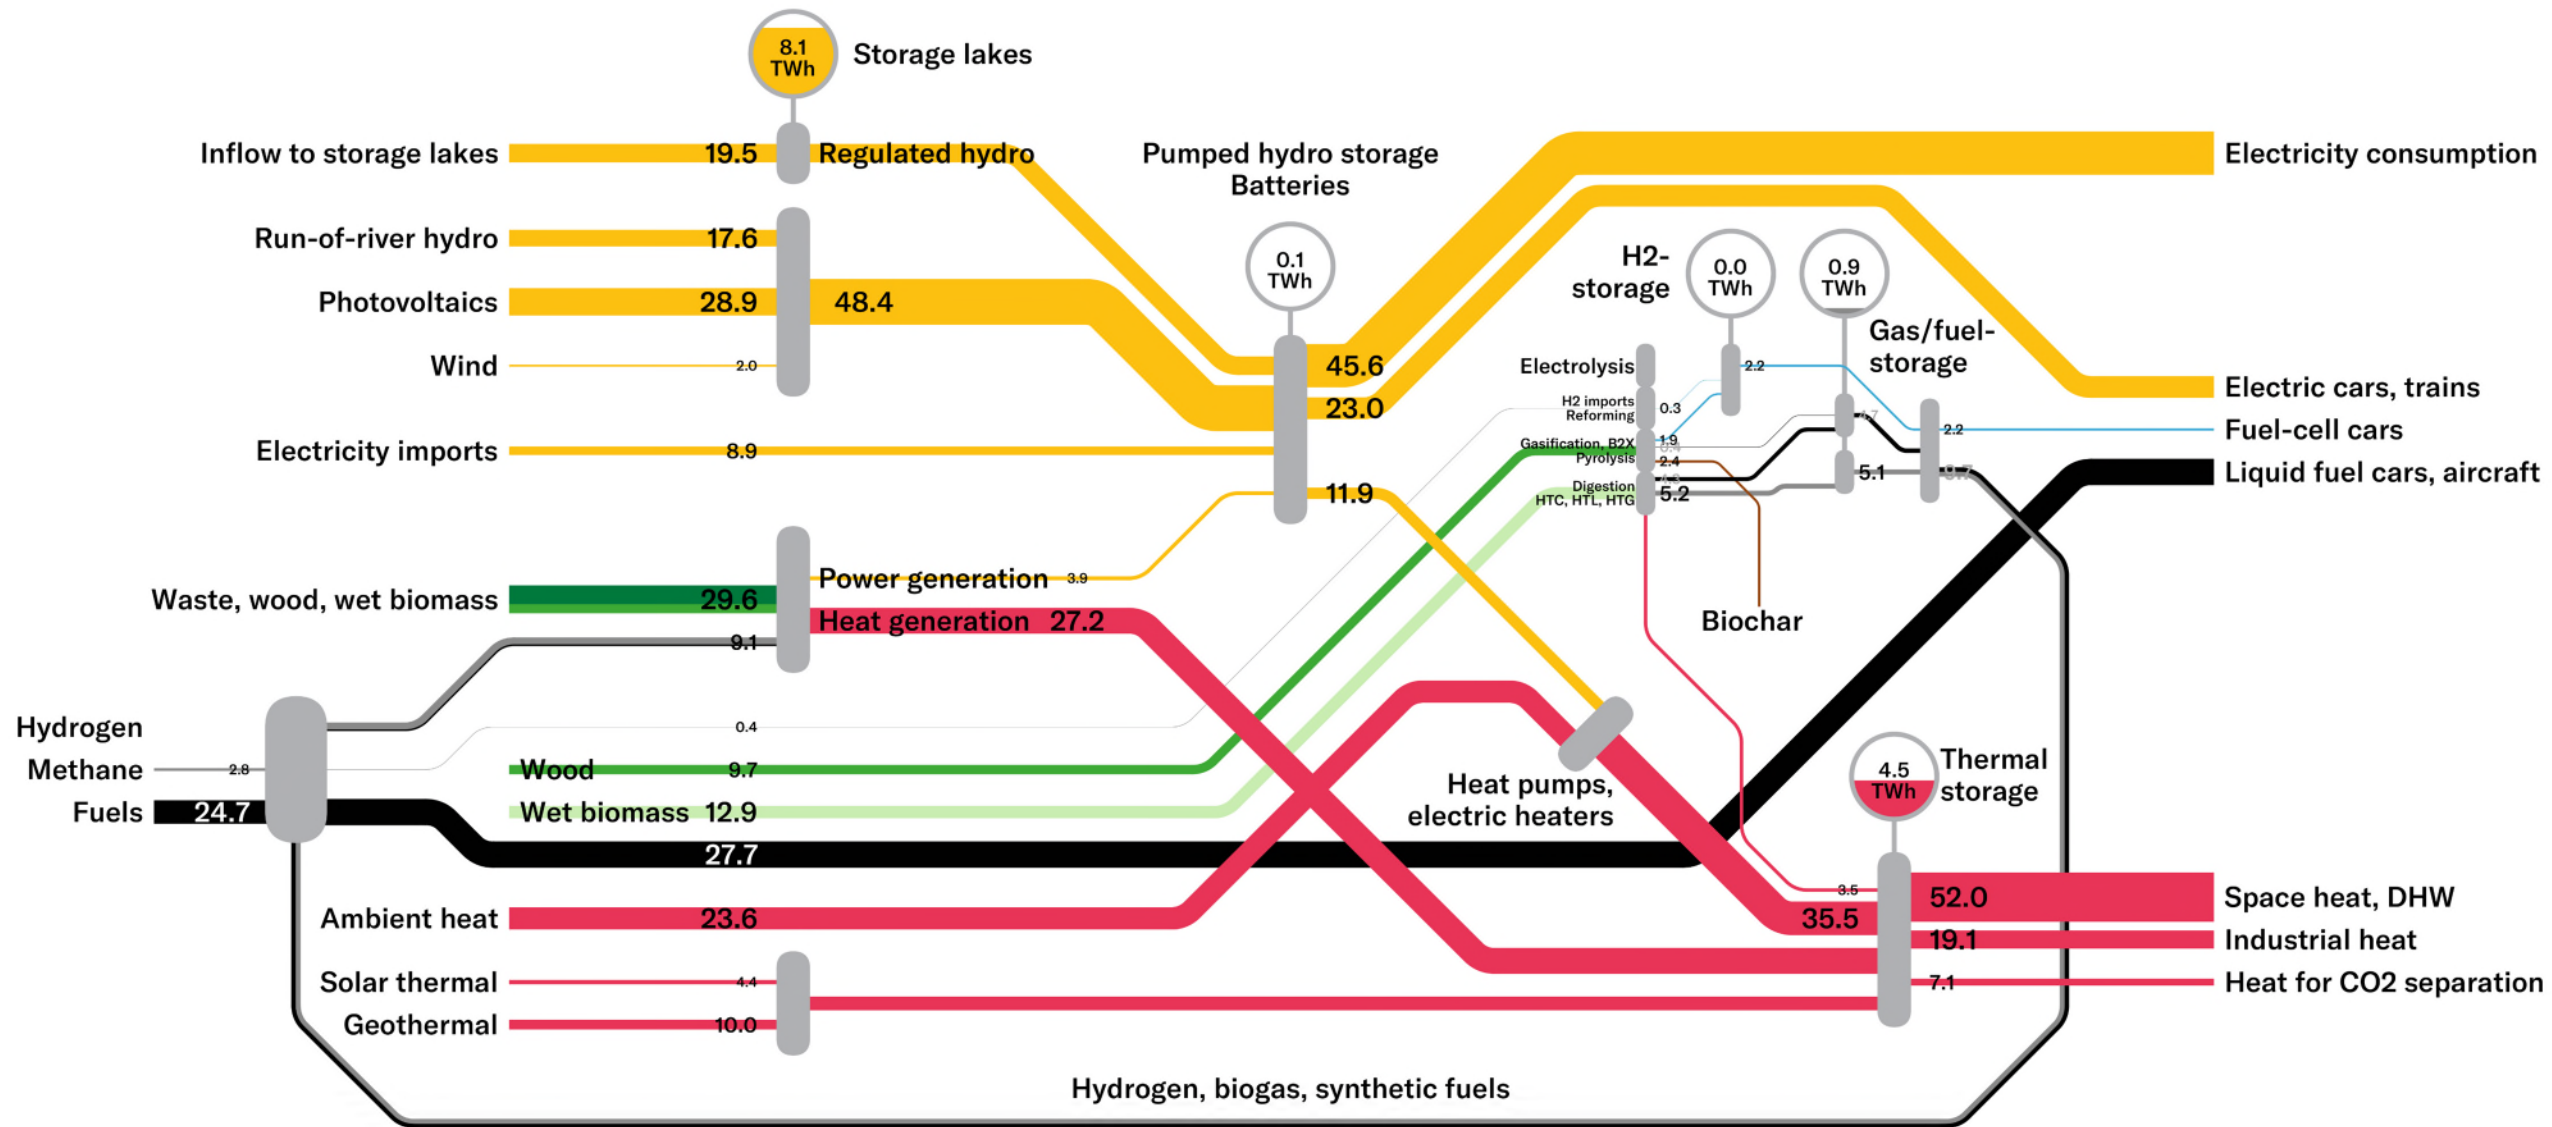 8.1
TWh
Storage lakes
Inflow to storage lakes
19.5
Regulated hydro
Pumped hydro storage
Batteries
Electricity consumption
Run-of-river hydro
17.6
0.1
TWh
H2-
storage
0.0
TWh
0.9
TWh
Photovoltaics
28.9
48.4
Gas/fuel-
storage
Wind
2.0
45.6
23.0
Electrolysis
2.2
H2 imports
Reforming
0.3
Electric cars, trains
Electricity imports
8.9
Gasification, B2X
Pyrolysis
1.9
2.4
2.2
Fuel-cell cars
11.9
Digestion
HTC, HTL, HTG
5.2
5.1
Liquid fuel cars, aircraft
Waste, wood, wet biomass
29.6
Power generation
3.9
Heat generation
27.2
9.1
Biochar
Hydrogen
0.4
Methane
2.8
Wood
9.7
Fuels
24.7
Wet biomass
12.9
27.7
Heat pumps,
electric heaters
4.5
TWh
Thermal
storage
Ambient heat
23.6
3.5
35.5
52.0
Space heat, DHW
19.1
Industrial heat
Solar thermal
4.4
7.1
Heat for CO2 separation
Geothermal
10.0
Hydrogen, biogas, synthetic fuels